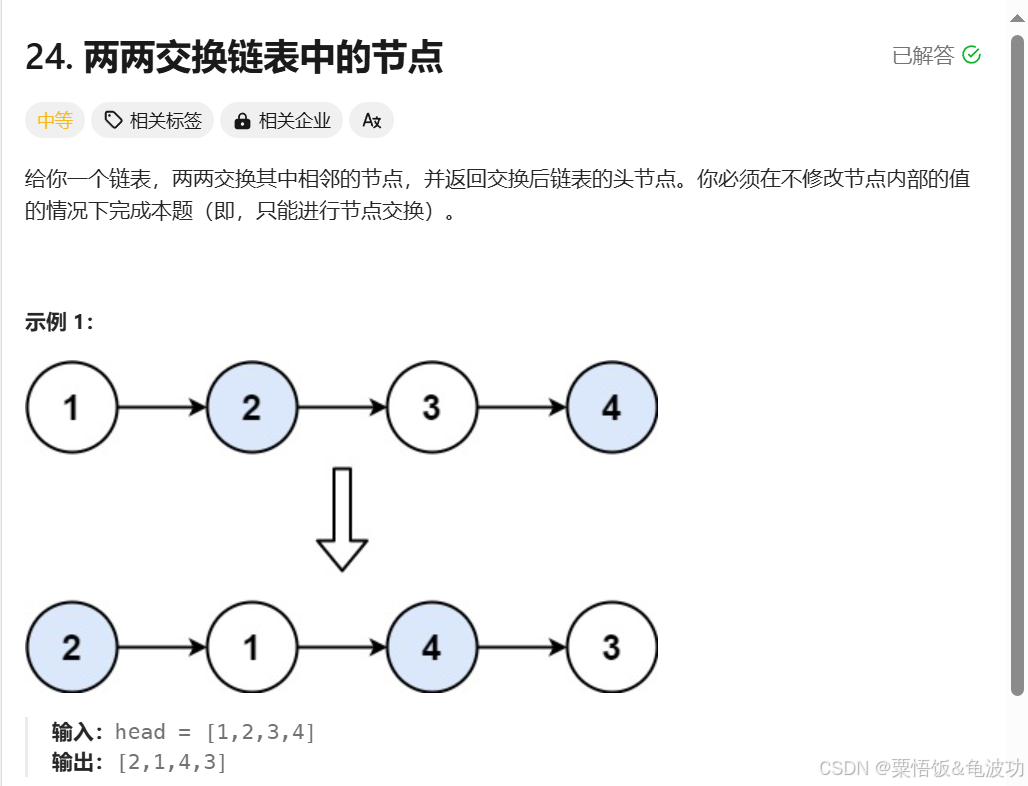 24. 两两交换链表中的节点
已解答
中等 相关标签 相关企业 Aあ
给你一个链表，两两交换其中相邻的节点，并返回交换后链表的头节点。你必须在不修改节点内部的值
的情况下完成本题（即，只能进行节点交换）。
示例 1：
1 2 3 4
2 1 4 3
输入：head = [1,2,3,4]
输出：[2,1,4,3]
CSDN @粟悟饭&龟波功